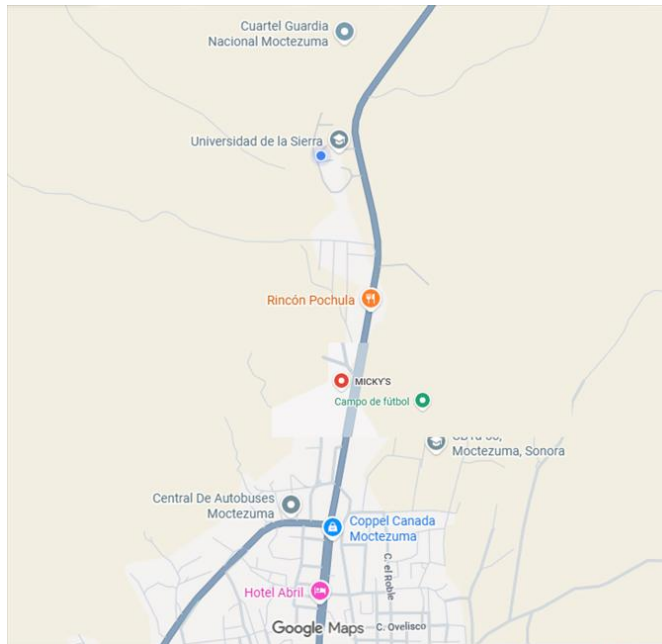 Cuartel Guardia
Nacional Moctezuma
Universidad de la Sierra
Rincón Pochula
MICKY'S
Campo de fútbol
Moctezuma, Sonora
Central De Autobuses
Moctezuma
Coppel Canada
Moctezuma
C. el Roble
Hotel Abril
Google Maps
C. Ovelisco